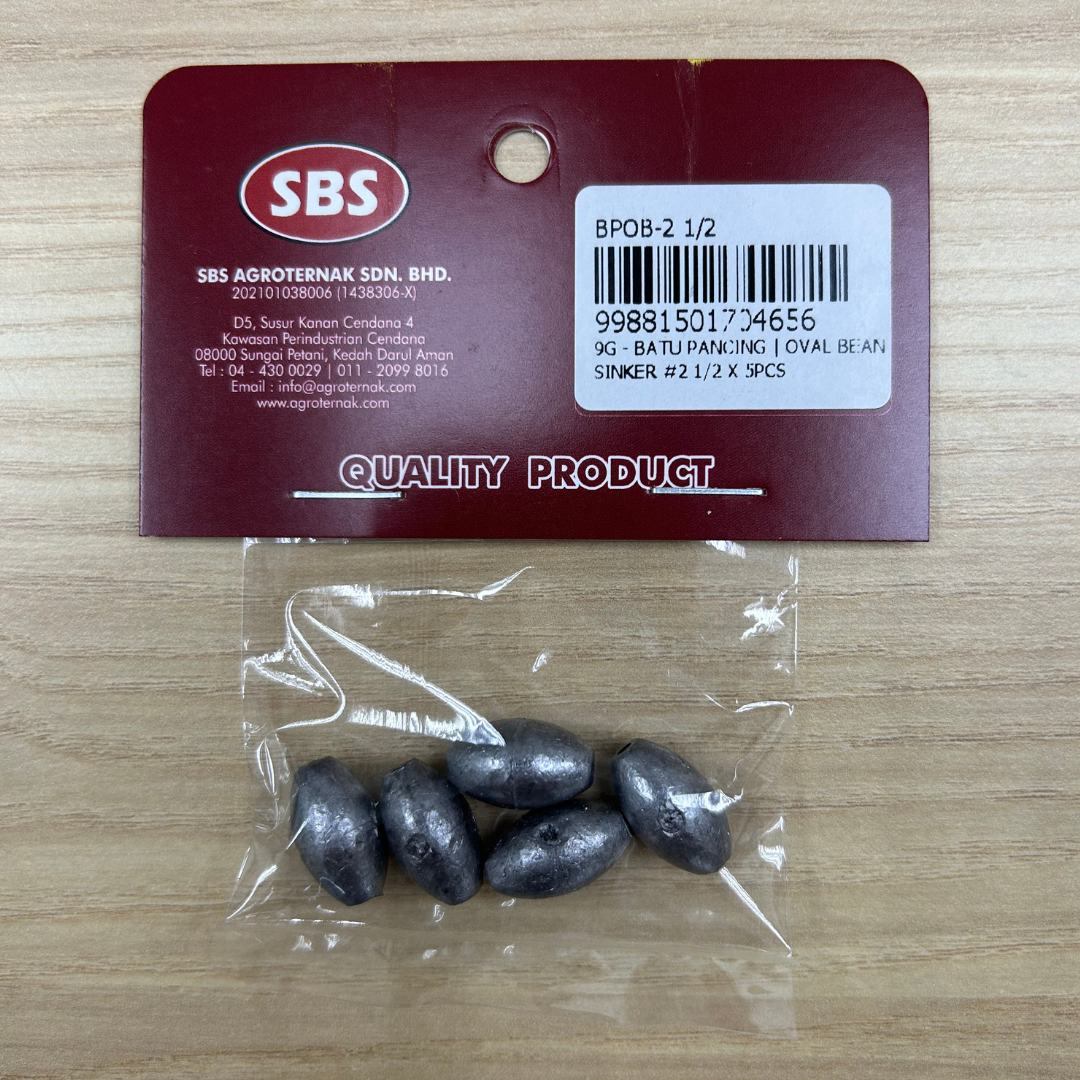 SBS
SBS AGROTERNAK SDN. BHD.
202101038006 (1438306-X)
D5, Susur Kanan Cendana 4
Kawasan Perindustrian Cendana
08000 Sungai Petani, Kedah Darul Aman
Tel : 04 - 430 0029 | 011 - 2099 8016
Email : info@agroternak.com
www.agroternak.com
BPOB-2 1/2
99881501704656
9G - BATU PANCING | OVAL BEAN
SINKER #2 1/2 X 5PCS
QUALITY PRODUCT